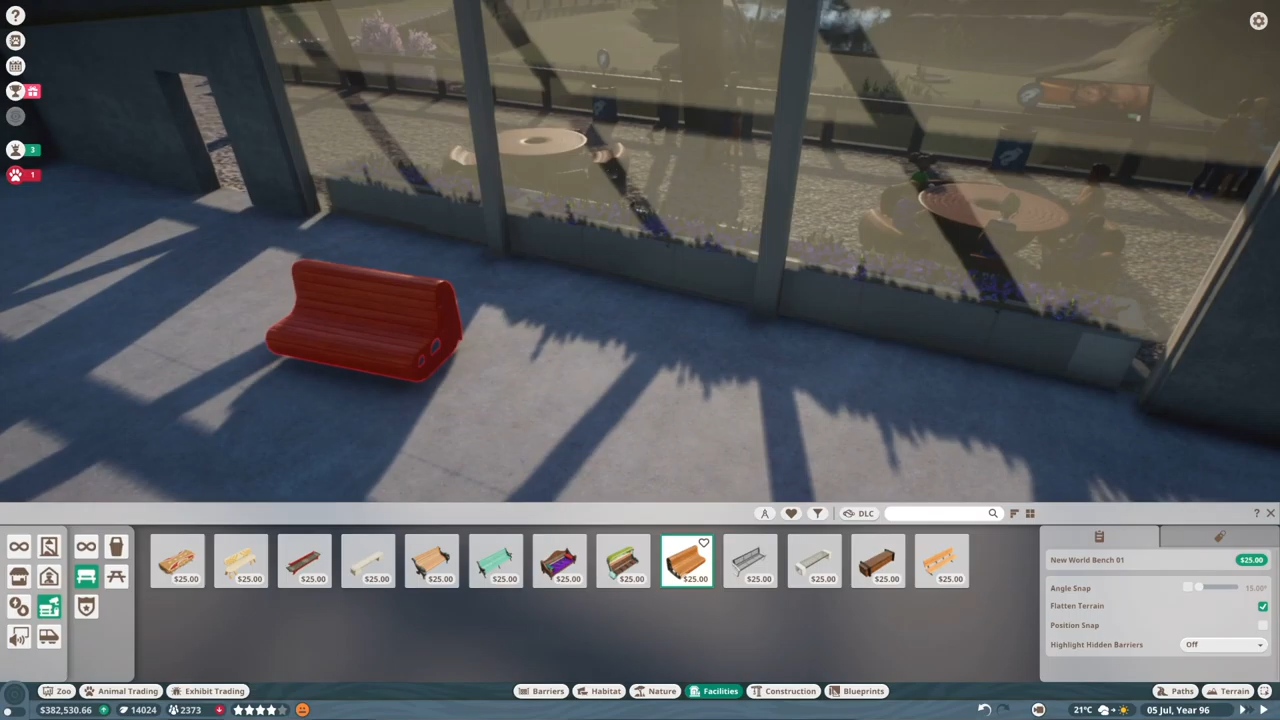 ?
3
1
DLC
?
$25.00 $25.00 $25.00 $25.00 $25.00 $25.00 $25.00 $25.00 $25.00 $25.00 $25.00 $25.00 $25.00
New World Bench 01 $25.00
Angle Snap 15.00°
Flatten Terrain
Position Snap
Highlight Hidden Barriers Off
Zoo Animal Trading Exhibit Trading Barriers Habitat Nature Facilities Construction Blueprints Paths Terrain
$382,530.66 14024 2373 21°C 05 Jul, Year 96